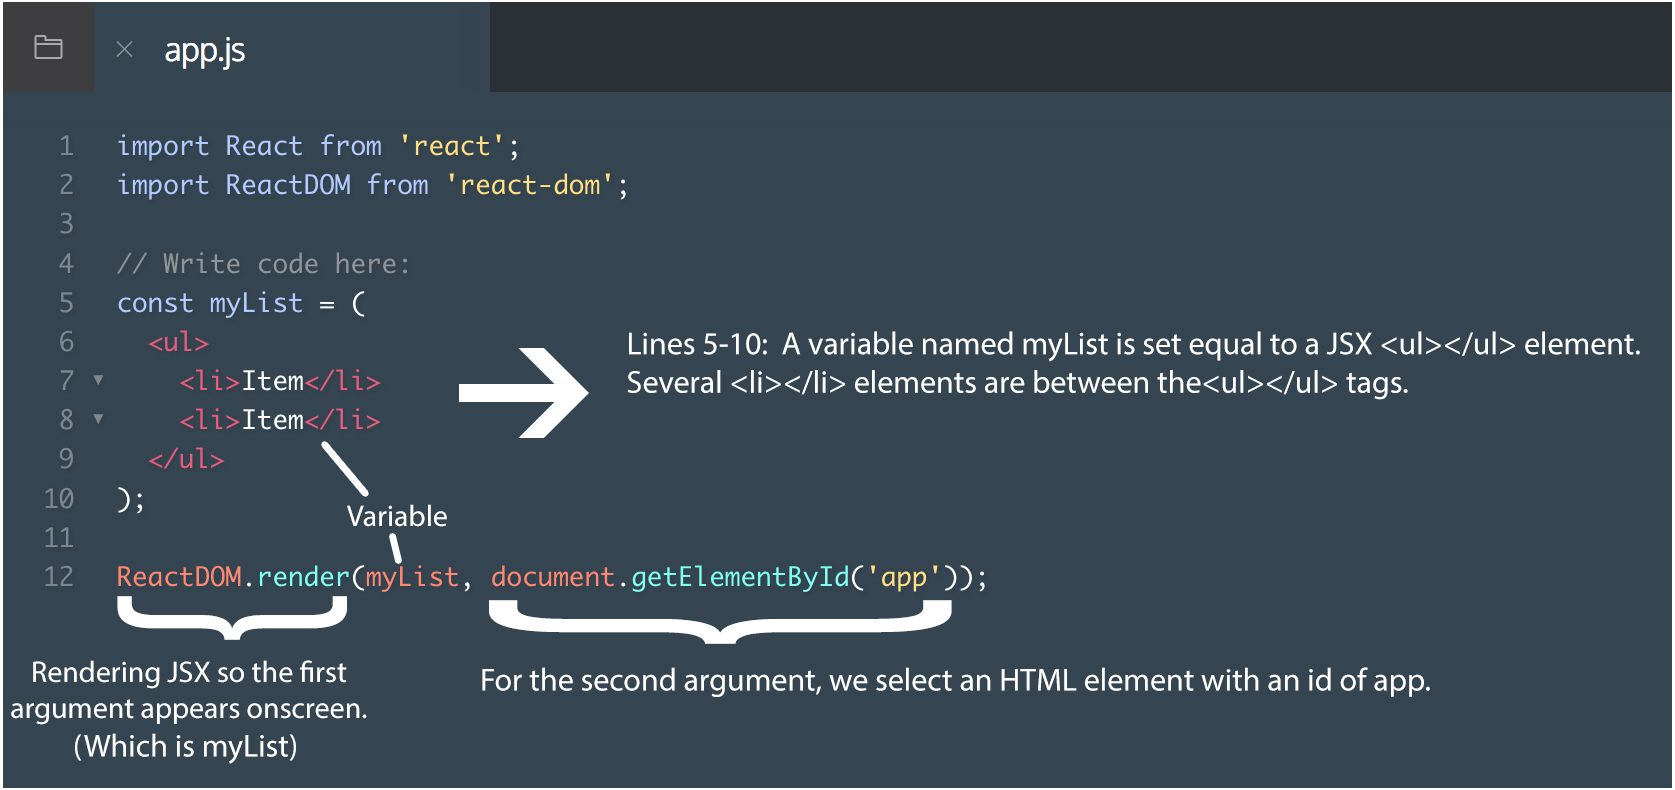 app.js
1 import React from 'react';
2 import ReactDOM from 'react-dom';
3
4 // Write code here:
5 const myList = (
6 <ul>
7 <li>Item</li>
8 <li>Item</li>
9 </ul>
10 );
11
12 ReactDOM.render(myList, document.getElementById('app'));
Lines 5-10: A variable named myList is set equal to a JSX <ul></ul> element.
Several <li></li> elements are between the<ul></ul> tags.
Variable
Rendering JSX so the first
argument appears onscreen.
(Which is myList)
For the second argument, we select an HTML element with an id of app.